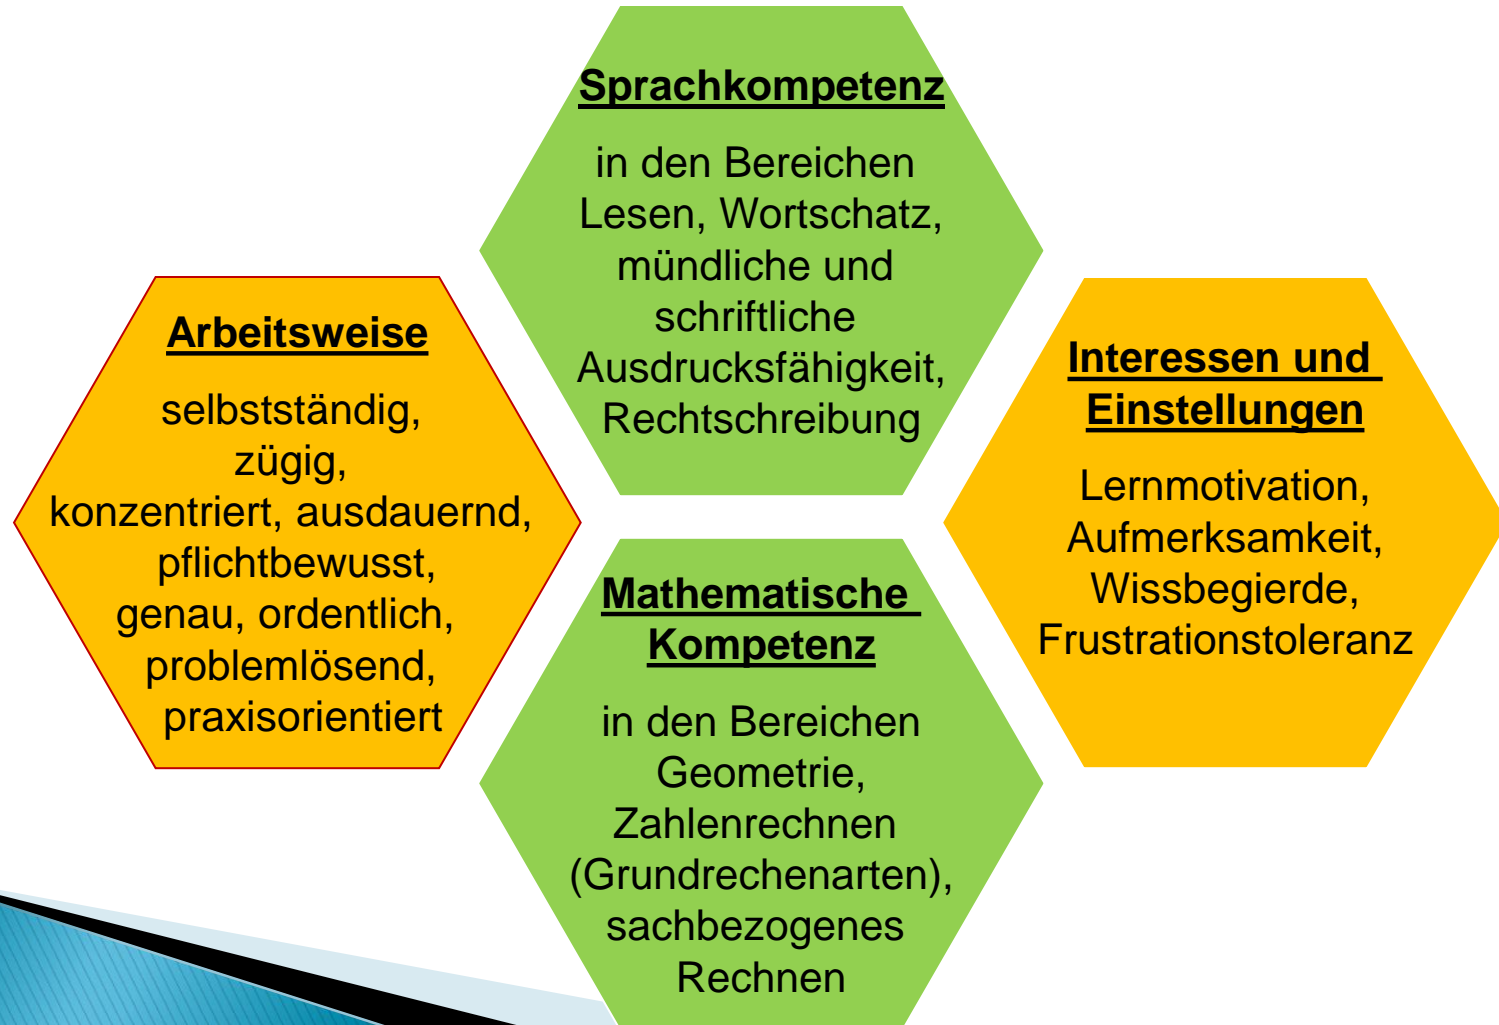 Sprachkompetenz
in den Bereichen
Lesen, Wortschatz,
mündliche und
schriftliche
Ausdrucksfähigkeit,
Rechtschreibung
Arbeitsweise
selbstständig,
zügig,
konzentriert, ausdauernd,
pflichtbewusst,
genau, ordentlich,
problemlösend,
praxisorientiert
Interessen und
Einstellungen
Lernmotivation,
Aufmerksamkeit,
Wissbegierde,
Frustrationstoleranz
Mathematische
Kompetenz
in den Bereichen
Geometrie,
Zahlenrechnen
(Grundrechenarten),
sachbezogenes
Rechnen